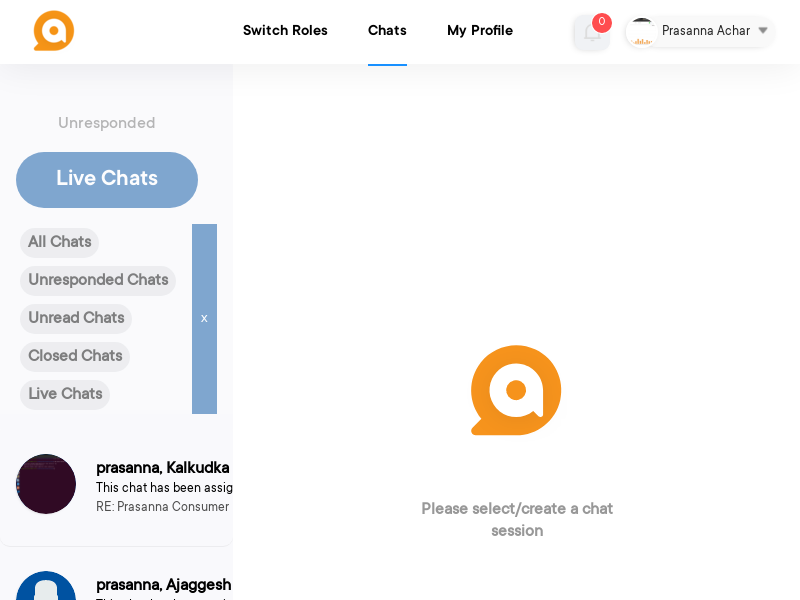 Switch Roles
Chats
My Profile
0
Prasanna Achar
Unresponded
Live Chats
All Chats
Unresponded Chats
Unread Chats
Closed Chats
Live Chats
x
prasanna, Kalkudka
This chat has been assig
RE: Prasanna Consumer
prasanna, Ajaggesh
Please select/create a chat
session